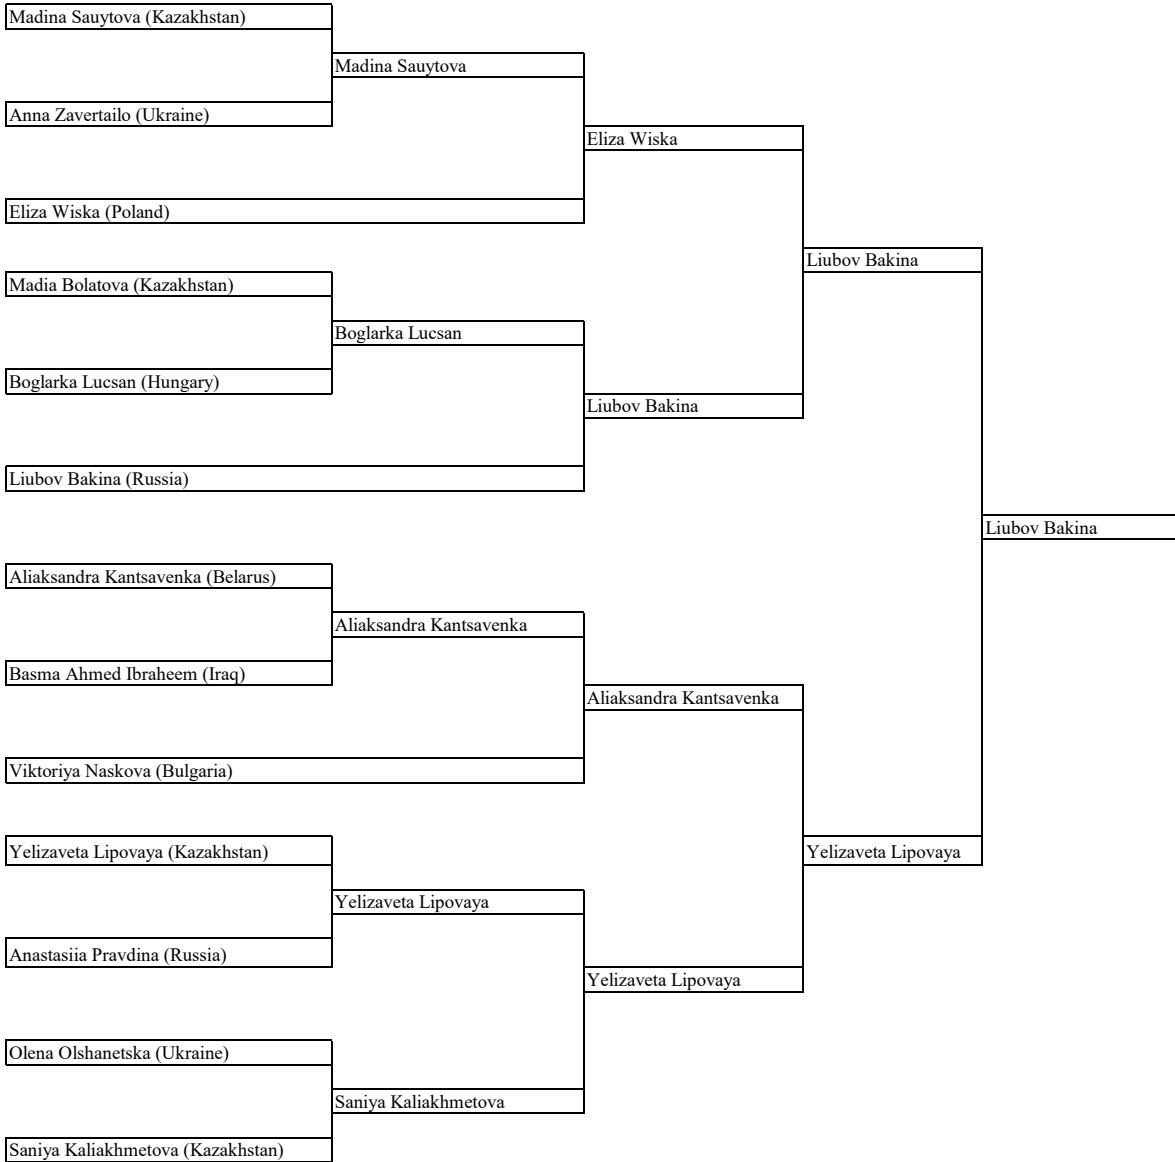 Madina Sauytova (Kazakhstan)
Madina Sauytova
Anna Zavertailo (Ukraine)
Eliza Wiska
Eliza Wiska (Poland)
Liubov Bakina
Madia Bolatova (Kazakhstan)
Boglarka Lucsan
Boglarka Lucsan (Hungary)
Liubov Bakina
Liubov Bakina (Russia)
Liubov Bakina
Aliaksandra Kantsavenka (Belarus)
Aliaksandra Kantsavenka
Basma Ahmed Ibraheem (Iraq)
Aliaksandra Kantsavenka
Viktoriya Naskova (Bulgaria)
Yelizaveta Lipovaya (Kazakhstan)
Yelizaveta Lipovaya
Yelizaveta Lipovaya
Anastasiia Pravdina (Russia)
Yelizaveta Lipovaya
Olena Olshanetska (Ukraine)
Saniya Kaliakhmetova
Saniya Kaliakhmetova (Kazakhstan)